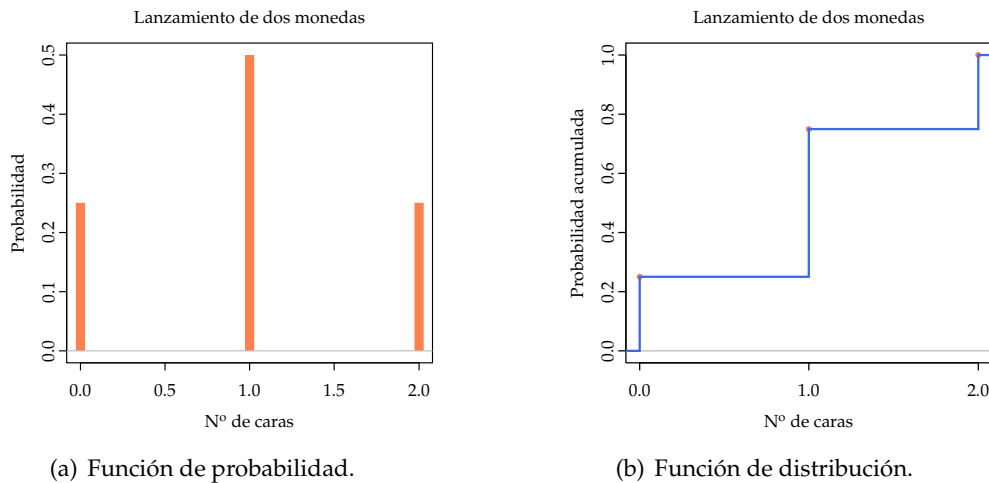 Lanzamiento de dos monedas
Probabilidad
0.5
0.4
0.3
0.2
0.1
0.0
0.0 0.5 1.0 1.5 2.0
Nº de caras
(a) Función de probabilidad.
Lanzamiento de dos monedas
Probabilidad acumulada
1.0
0.8
0.6
0.4
0.2
0.0
0.0 1.0 2.0
Nº de caras
(b) Función de distribución.